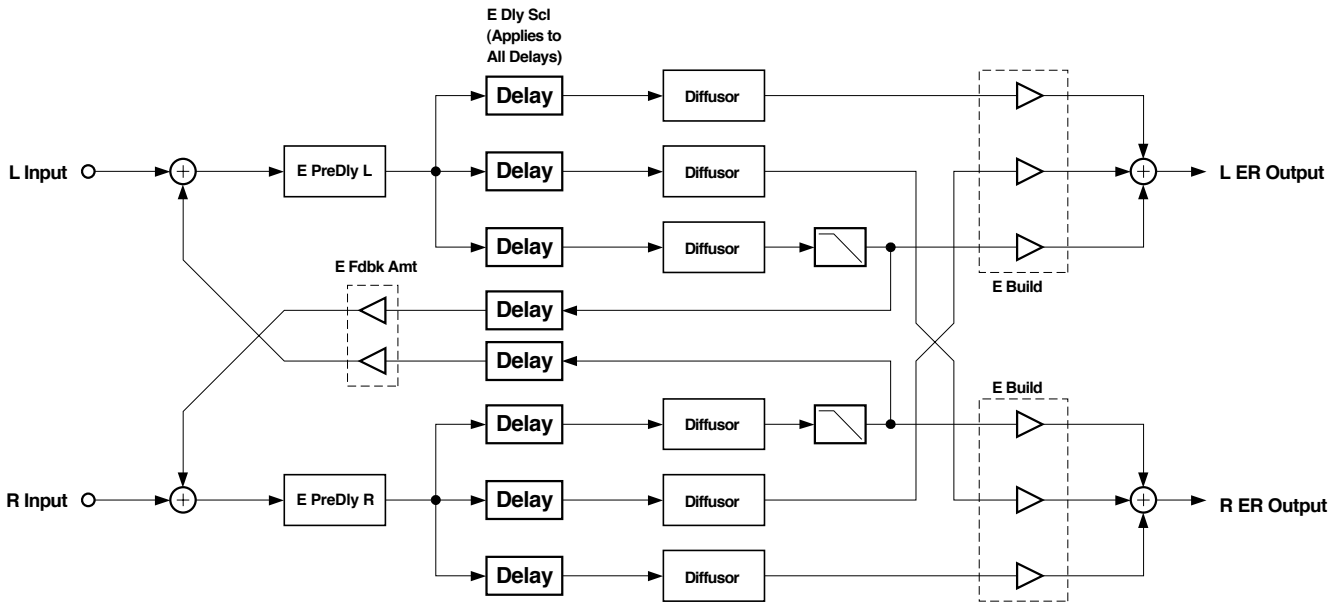 E Dly Scl
(Applies to
All Delays)
Delay
Diffusor
L Input
+
E PreDly L
Delay
Diffusor
+
L ER Output
Delay
Diffusor
E Fdbk Amt
E Build
Delay
Delay
E Build
Delay
Diffusor
R Input
+
E PreDly R
Delay
Diffusor
+
R ER Output
Delay
Diffusor